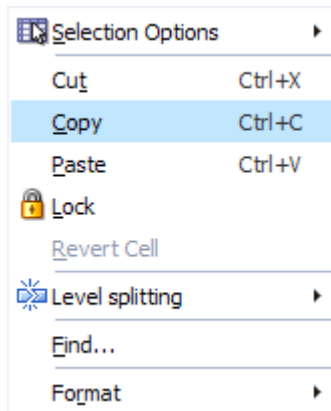 Selection Options
Cut Ctrl+X
Copy Ctrl+C
Paste Ctrl+V
Lock
Revert Cell
Level splitting
Find...
Format